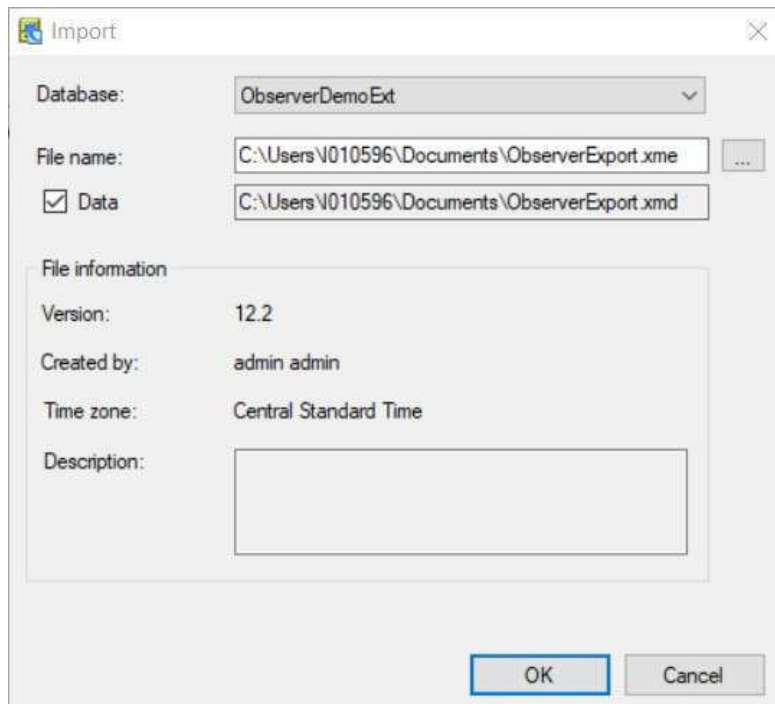 Import
Database: ObserverDemoExt
File name: C:\Users\I010596\Documents\ObserverExport.xme ...
Data C:\Users\I010596\Documents\ObserverExport.xmd
File information
Version: 12.2
Created by: admin admin
Time zone: Central Standard Time
Description:
OK Cancel